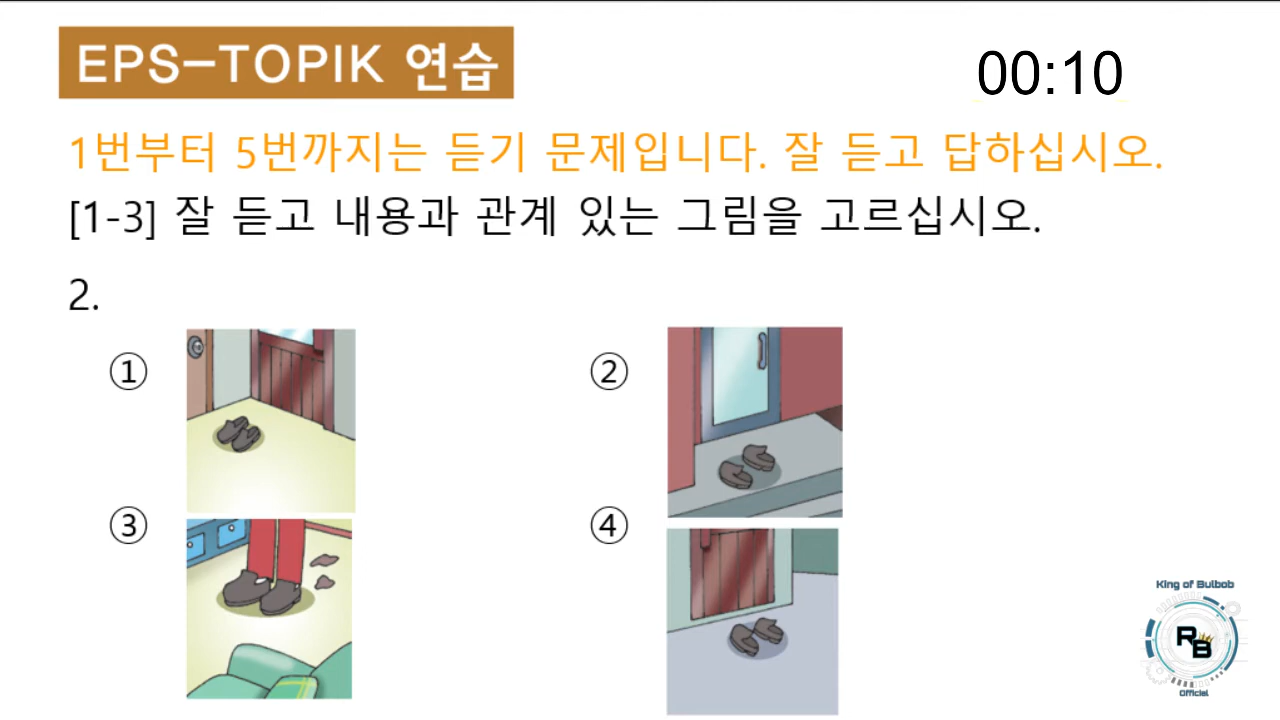 EPS-TOPIK 연습
00:10
1번부터 5번까지는 듣기 문제입니다. 잘 듣고 답하십시오.
[1-3] 잘 듣고 내용과 관계 있는 그림을 고르십시오.
2.
①
②
③
④
King of Bulbob
RB
Official